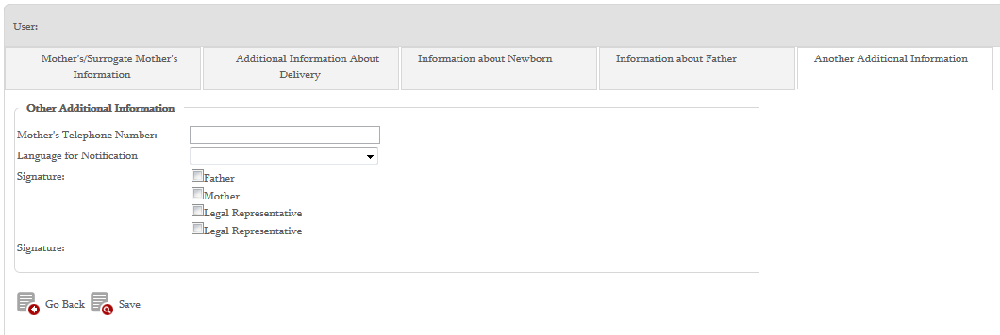 User:
Mother's/Surrogate Mother's
Information
Additional Information About
Delivery
Information about Newborn
Information about Father
Another Additional Information
Other Additional Information
Mother's Telephone Number:
Language for Notification
Signature:
Father
Mother
Legal Representative
Legal Representative
Signature:
Go Back Save